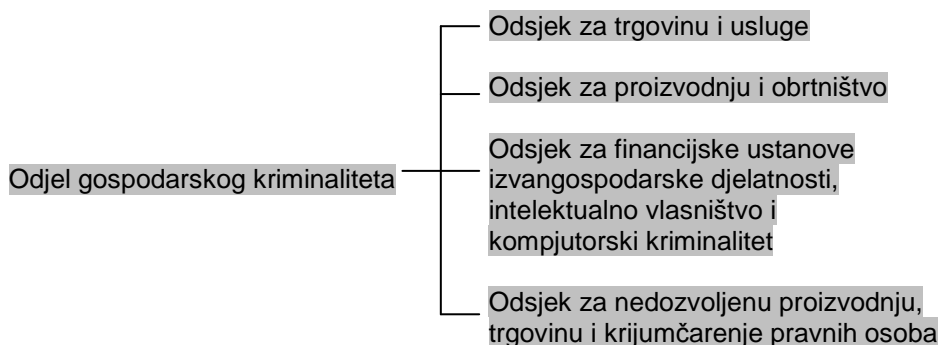 Odjel gospodarskog kriminaliteta
Odsjek za trgovinu i usluge
Odsjek za proizvodnju i obrtništvo
Odsjek za financijske ustanove
izvangospodarske djelatnosti,
intelektualno vlasništvo i
kompjutorski kriminalitet
Odsjek za nedozvoljenu proizvodnju,
trgovinu i krijumčarenje pravnih osoba